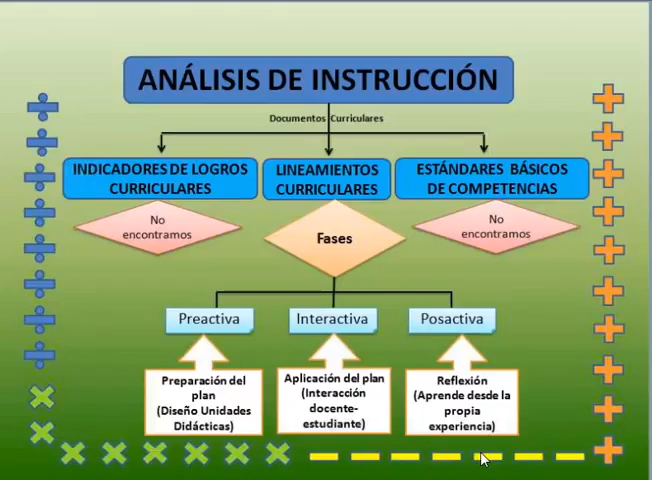 ANÁLISIS DE INSTRUCCIÓN
Documentos Curriculares
INDICADORES DE LOGROS
CURRICULARES
LINEAMIENTOS
CURRICULARES
ESTÁNDARES BÁSICOS
DE COMPETENCIAS
No
encontramos
Fases
No
encontramos
Preactiva
Interactiva
Posactiva
Preparación del
plan
(Diseño Unidades
Didácticas)
Aplicación del plan
(Interacción
docente-
estudiante)
Reflexión
(Aprende desde la
propia
experiencia)